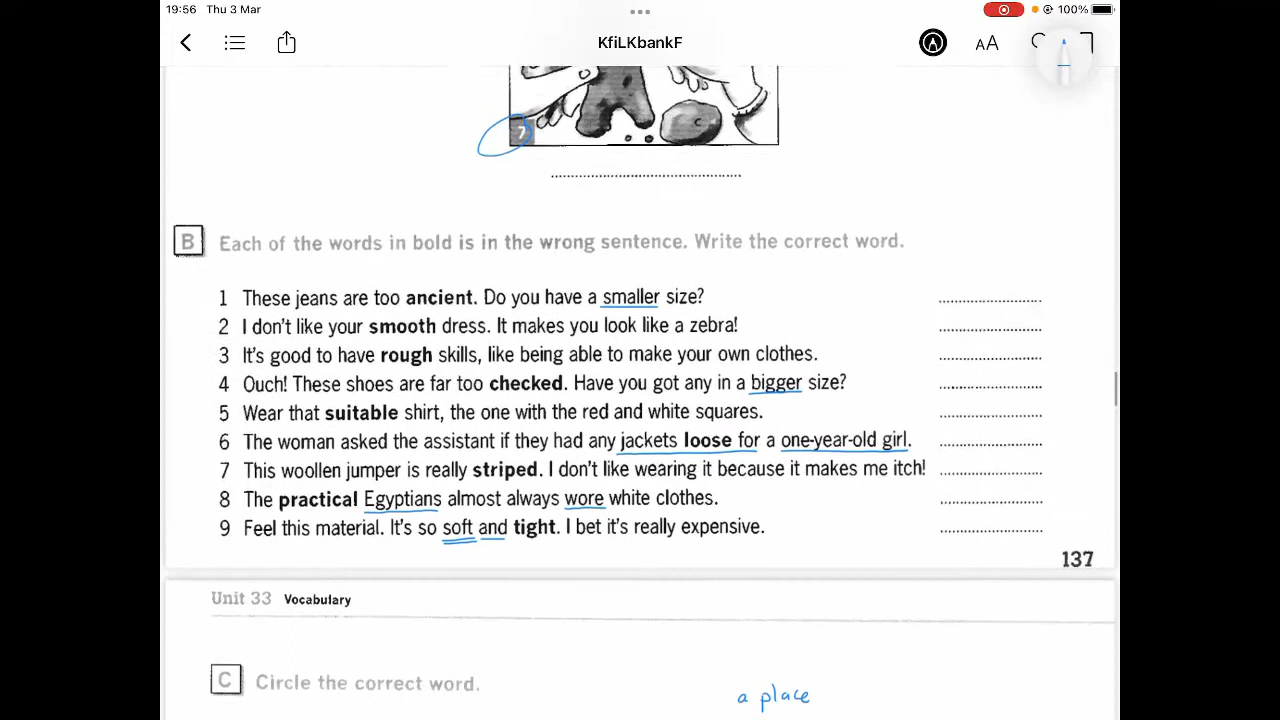 19:56 Thu 3 Mar
100%
KfiLKbankF
AA
7
B Each of the words in bold is in the wrong sentence. Write the correct word.
1 These jeans are too ancient. Do you have a smaller size?
2 I don't like your smooth dress. It makes you look like a zebra!
3 It's good to have rough skills, like being able to make your own clothes.
4 Ouch! These shoes are far too checked. Have you got any in a bigger size?
5 Wear that suitable shirt, the one with the red and white squares.
6 The woman asked the assistant if they had any jackets loose for a one-year-old girl.
7 This woollen jumper is really striped. I don't like wearing it because it makes me itch!
8 The practical Egyptians almost always wore white clothes.
9 Feel this material. It's so soft and tight. I bet it's really expensive.
137
Unit 33 Vocabulary
C Circle the correct word.
a place